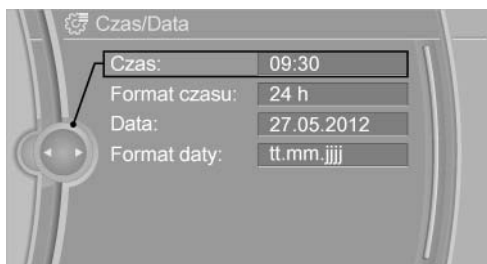 Czas/Data
Czas: 09:30
Format czasu: 24 h
Data: 27.05.2012
Format daty: tt.mm.jjjj